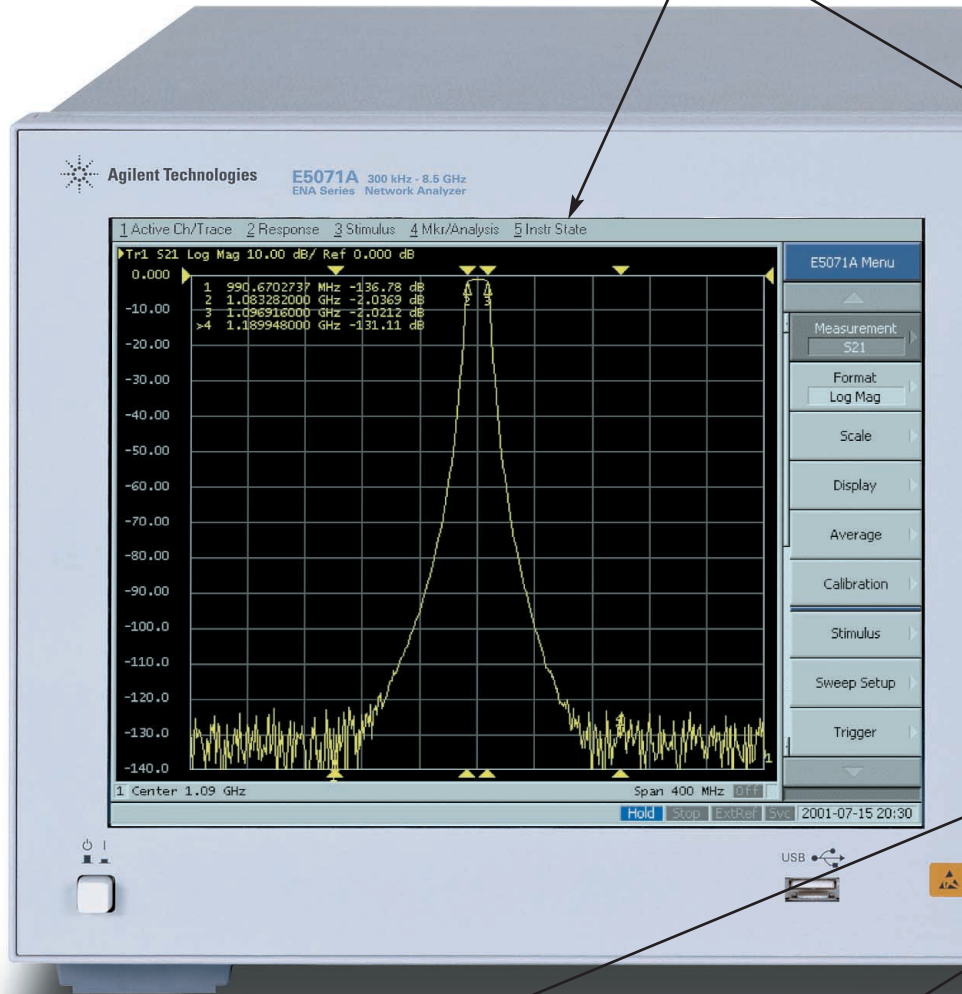 Agilent Technologies
E5071A 300 kHz - 8.5 GHz
ENA Series Network Analyzer
1 Active Ch/Trace 2 Response 3 Stimulus 4 Mkr/Analysis 5 Instr State
Tr1 S21 Log Mag 10.00 dB/ Ref 0.000 dB
1 990.6702737 MHz -136.78 dB
2 1.083282000 GHz -2.0369 dB
3 1.096916000 GHz -2.0212 dB
>4 1.189948000 GHz -131.11 dB
2 3
0.000
-10.00
-20.00
-30.00
-40.00
-50.00
-60.00
-70.00
-80.00
-90.00
-100.0
-110.0
-120.0
-130.0
-140.0
1
1 Center 1.09 GHz
Span 400 MHz Off
Hold Stop ExtRef Svc 2001-07-15 20:30
E5071A Menu
Measurement
S21
Format
Log Mag
Scale
Display
Average
Calibration
Stimulus
Sweep Setup
Trigger
USB